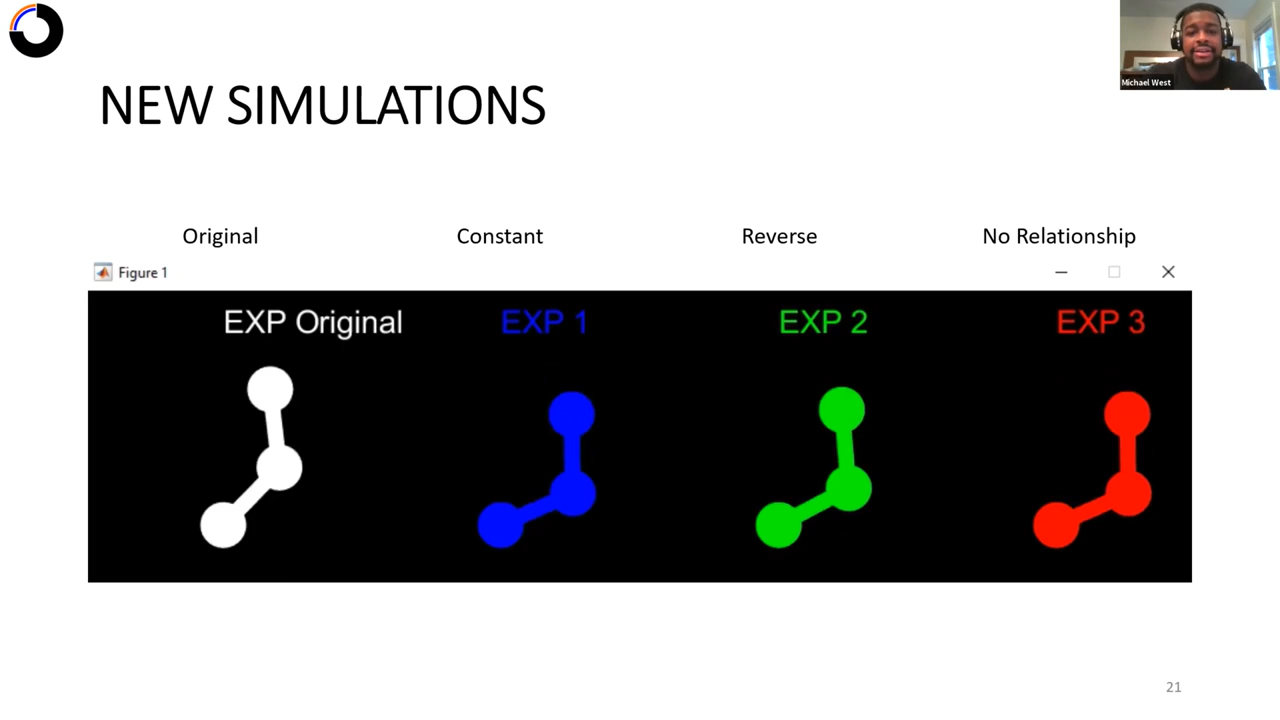 Michael West
NEW SIMULATIONS
Original Constant Reverse No Relationship
Figure 1
EXP Original EXP 1 EXP 2 EXP 3
21